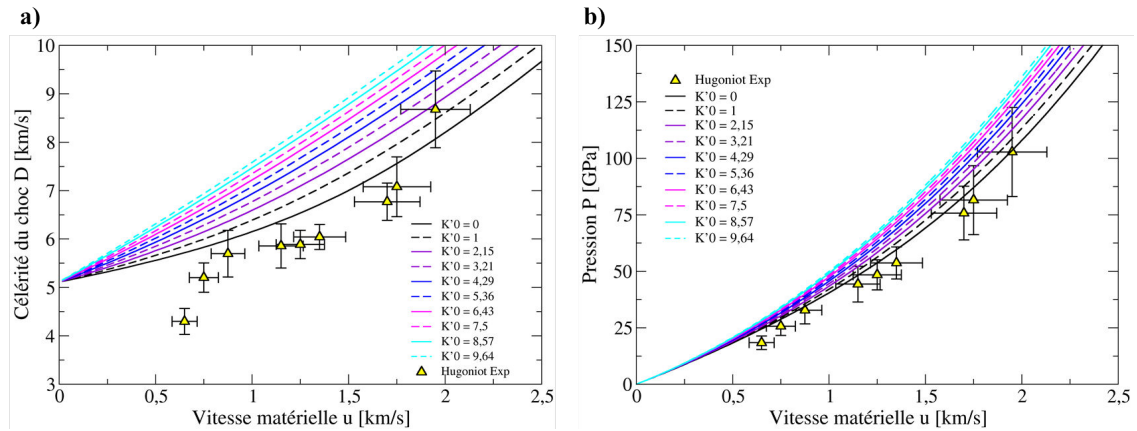 a)
10
9
8
7
6
5
4
3
Célérité du choc D [km/s]
0
0,5
1
1,5
2
2,5
Vitesse matérielle u [km/s]
K'0 = 0
K'0 = 1
K'0 = 2,15
K'0 = 3,21
K'0 = 4,29
K'0 = 5,36
K'0 = 6,43
K'0 = 7,5
K'0 = 8,57
K'0 = 9,64
Hugoniot Exp
b)
150
125
100
75
50
25
0
Pression P [GPa]
0
0,5
1
1,5
2
2,5
Vitesse matérielle u [km/s]
Hugoniot Exp
K'0 = 0
K'0 = 1
K'0 = 2,15
K'0 = 3,21
K'0 = 4,29
K'0 = 5,36
K'0 = 6,43
K'0 = 7,5
K'0 = 8,57
K'0 = 9,64